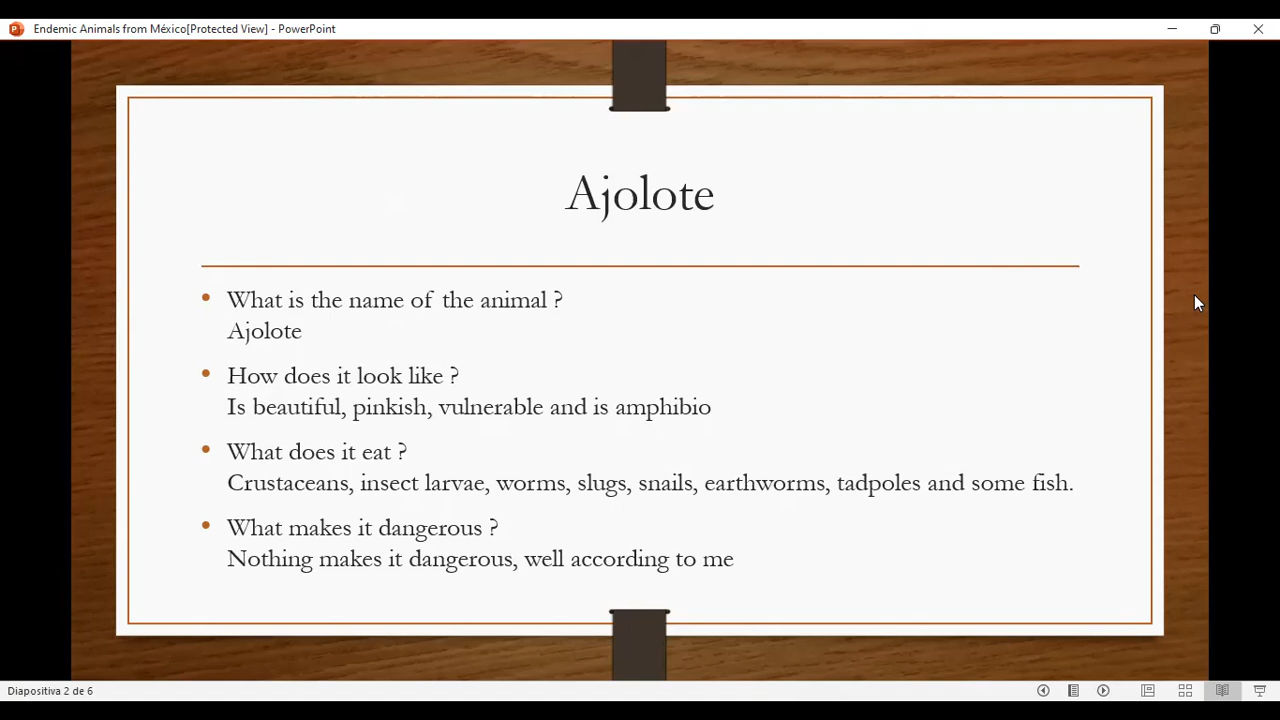 Endemic Animals from México[Protected View] - PowerPoint
Ajolote
• What is the name of the animal ?
Ajolote
• How does it look like ?
Is beautiful, pinkish, vulnerable and is amphibio
• What does it eat ?
Crustaceans, insect larvae, worms, slugs, snails, earthworms, tadpoles and some fish.
• What makes it dangerous ?
Nothing makes it dangerous, well according to me
Diapositiva 2 de 6